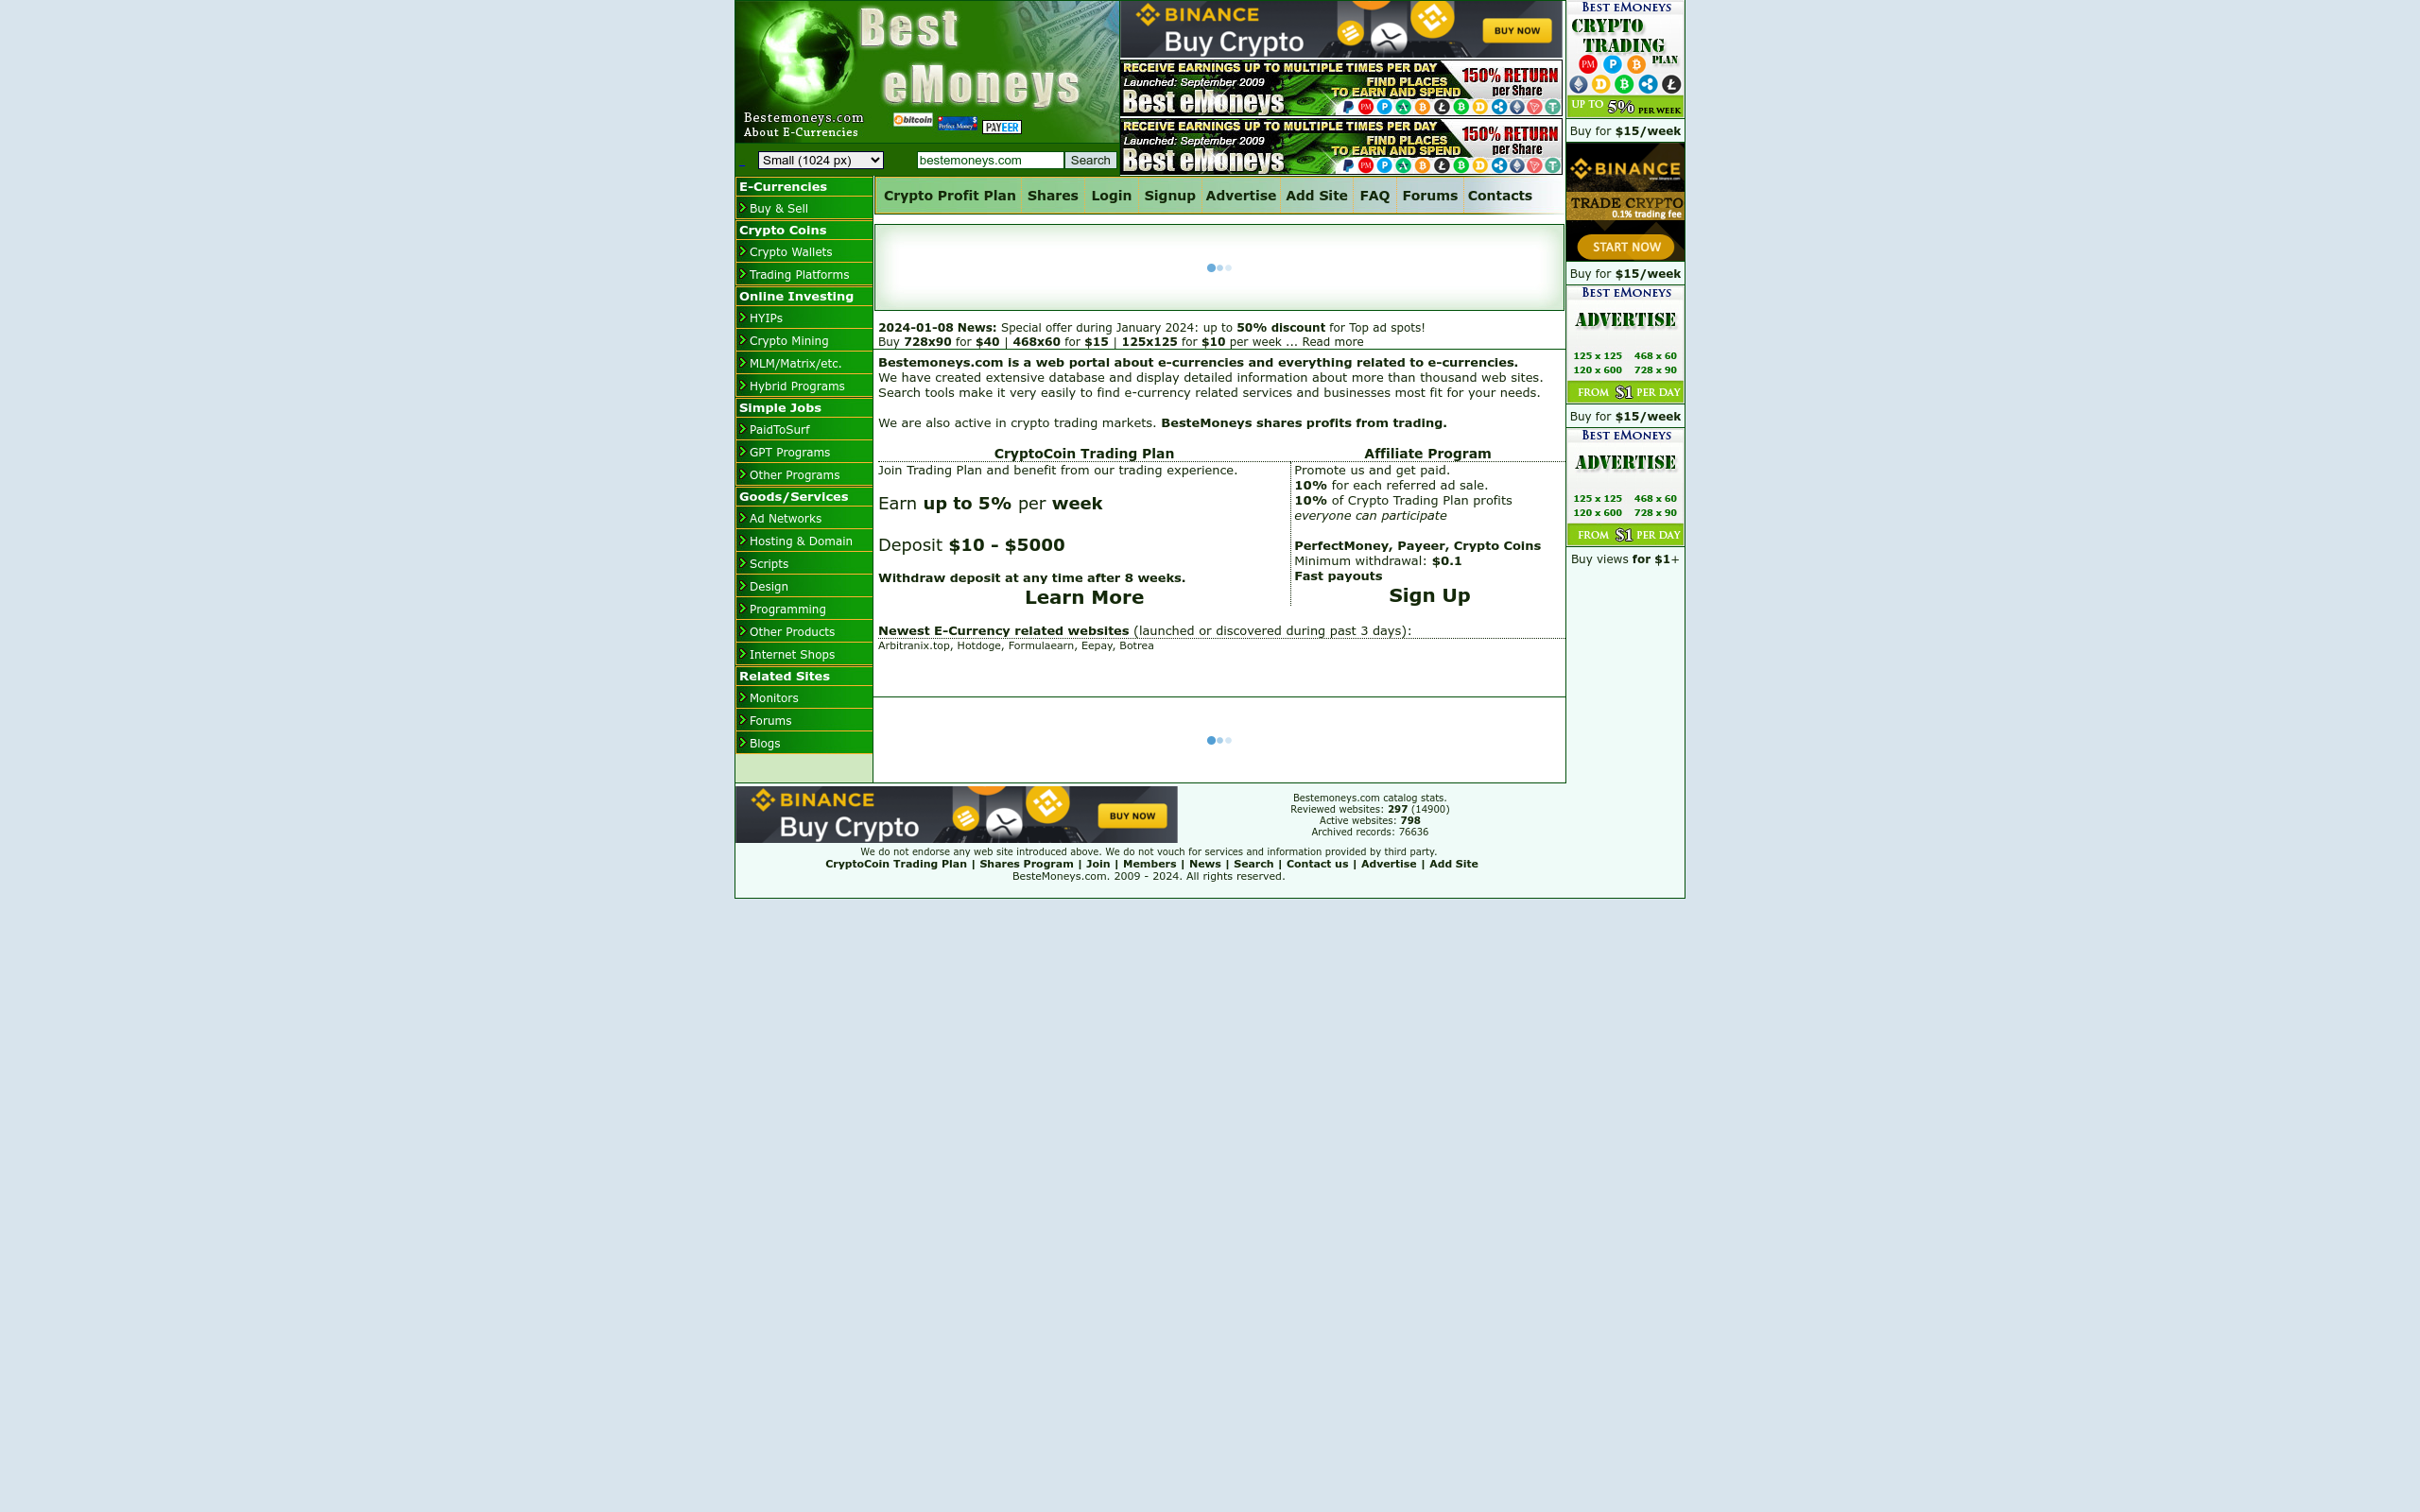 Best
eMoneys
Bestemoneys.com
About E-Currencies
bitcoin
Perfect Money
PAYEER
Small (1024 px)
bestemoneys.com
Search
BINANCE
Buy Crypto
BUY NOW
RECEIVE EARNINGS UP TO MULTIPLE TIMES PER DAY
Launched: September 2009
FIND PLACES
TO EARN AND SPEND
Best eMoneys
150% RETURN
per Share
RECEIVE EARNINGS UP TO MULTIPLE TIMES PER DAY
Launched: September 2009
FIND PLACES
TO EARN AND SPEND
Best eMoneys
150% RETURN
per Share
E-Currencies
Buy & Sell
Crypto Coins
Crypto Wallets
Trading Platforms
Online Investing
HYIPs
Crypto Mining
MLM/Matrix/etc.
Hybrid Programs
Simple Jobs
PaidToSurf
GPT Programs
Other Programs
Goods/Services
Ad Networks
Hosting & Domain
Scripts
Design
Programming
Other Products
Internet Shops
Related Sites
Monitors
Forums
Blogs
Crypto Profit Plan Shares Login Signup Advertise Add Site FAQ Forums Contacts
2024-01-08 News: Special offer during January 2024: up to 50% discount for Top ad spots!
Buy 728x90 for $40 | 468x60 for $15 | 125x125 for $10 per week ... Read more
Bestemoneys.com is a web portal about e-currencies and everything related to e-currencies.
We have created extensive database and display detailed information about more than thousand web sites.
Search tools make it very easily to find e-currency related services and businesses most fit for your needs.
We are also active in crypto trading markets. BesteMoneys shares profits from trading.
CryptoCoin Trading Plan
Join Trading Plan and benefit from our trading experience.
Earn up to 5% per week
Deposit $10 - $5000
Withdraw deposit at any time after 8 weeks.
Learn More
Affiliate Program
Promote us and get paid.
10% for each referred ad sale.
10% of Crypto Trading Plan profits
everyone can participate
PerfectMoney, Payeer, Crypto Coins
Minimum withdrawal: $0.1
Fast payouts
Sign Up
Newest E-Currency related websites (launched or discovered during past 3 days):
Arbitranix.top, Hotdoge, Formulaearn, Eepay, Botrea
BEST EMONEYS
CRYPTO
TRADING
PLAN
PM
UP TO 5% PER WEEK
Buy for $15/week
BINANCE
TRADE CRYPTO
0.1% trading fee
START NOW
Buy for $15/week
BEST EMONEYS
ADVERTISE
125 x 125 468 x 60
120 x 600 728 x 90
FROM $1 PER DAY
Buy for $15/week
BEST EMONEYS
ADVERTISE
125 x 125 468 x 60
120 x 600 728 x 90
FROM $1 PER DAY
Buy views for $1+
BINANCE
Buy Crypto
BUY NOW
Bestemoneys.com catalog stats.
Reviewed websites: 297 (14900)
Active websites: 798
Archived records: 76636
We do not endorse any web site introduced above. We do not vouch for services and information provided by third party.
CryptoCoin Trading Plan | Shares Program | Join | Members | News | Search | Contact us | Advertise | Add Site
BesteMoneys.com. 2009 - 2024. All rights reserved.